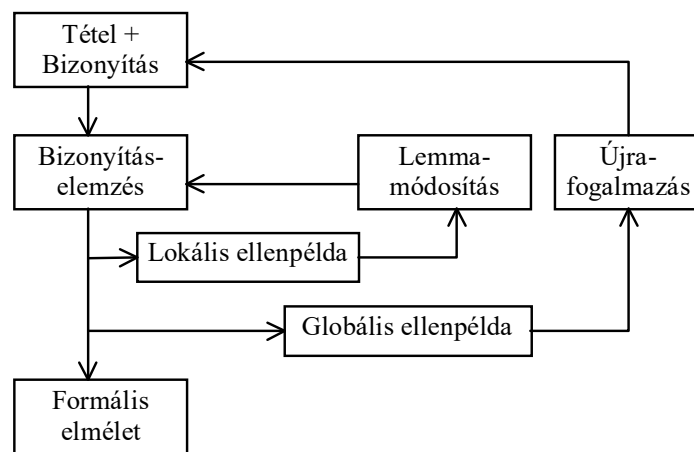 Tétel +
Bizonyítás
Bizonyítás-
elemzés
Lemma-
módosítás
Újra-
fogalmazás
Lokális ellenpélda
Globális ellenpélda
Formális
elmélet